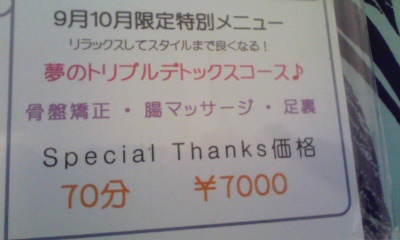 9月10月限定特別メニュー
リラックスしてスタイルまで良くなる！
夢のトリプルデトックスコース♪
骨盤矯正・腸マッサージ・足裏
Special Thanks価格
70分 ¥7000